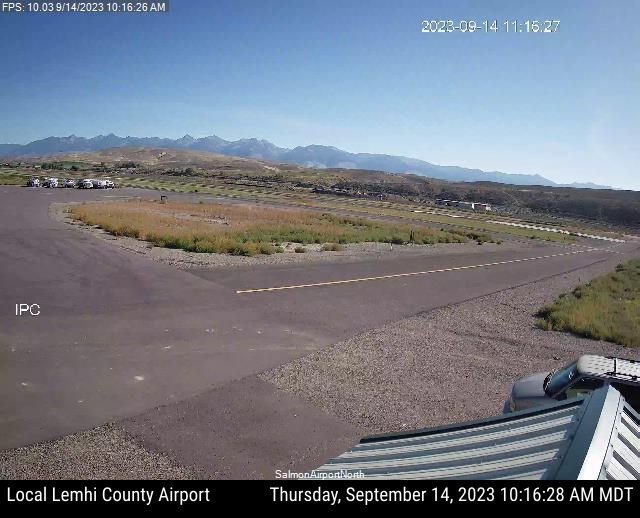 FPS: 10.03 9/14/2023 10:16:26 AM
2023-09-14 11:16:27
IPC
SalmonAirportNorth
Local Lemhi County Airport Thursday, September 14, 2023 10:16:28 AM MDT